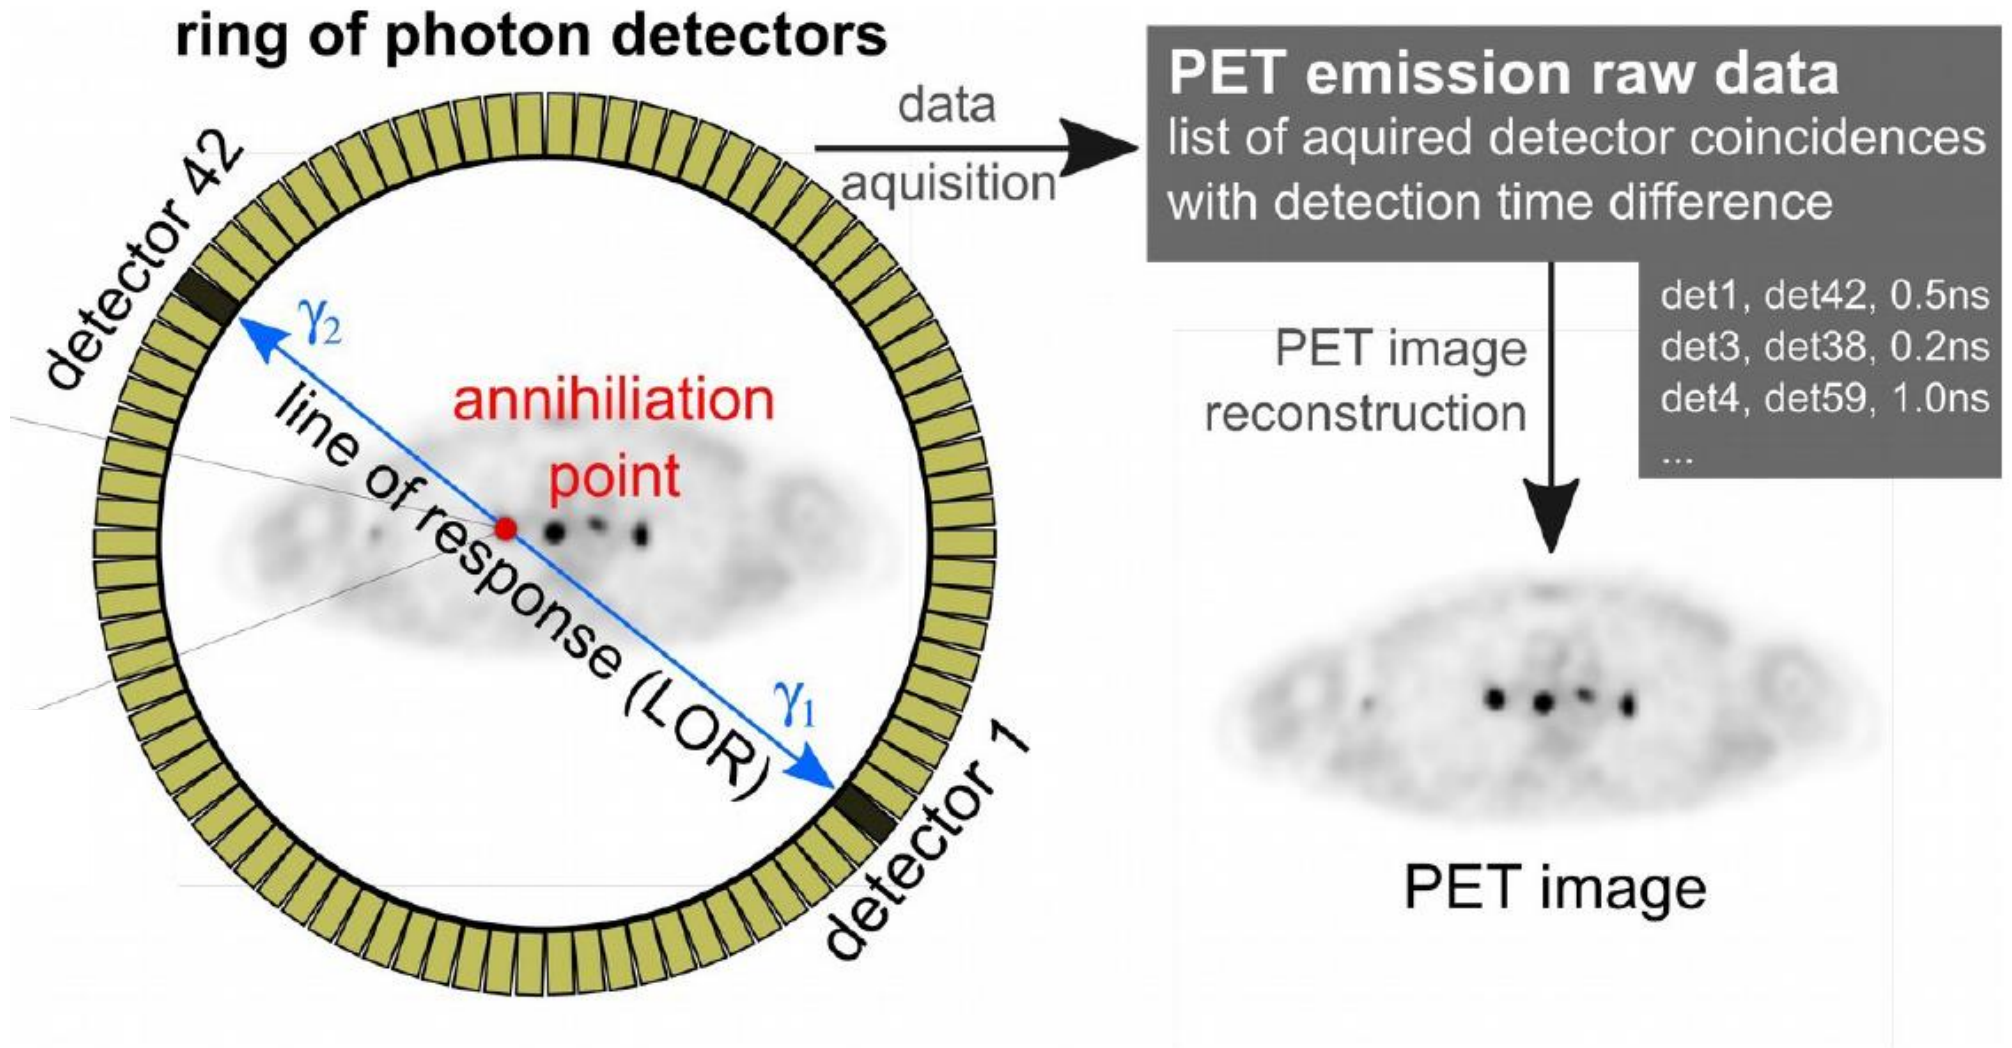 ring of photon detectors
detector 42
γ2
annihiliation
point
line of response (LOR)
γ1
detector 1
data
aquisition
PET emission raw data
list of aquired detector coincidences
with detection time difference
det1, det42, 0.5ns
det3, det38, 0.2ns
det4, det59, 1.0ns
...
PET image
reconstruction
PET image